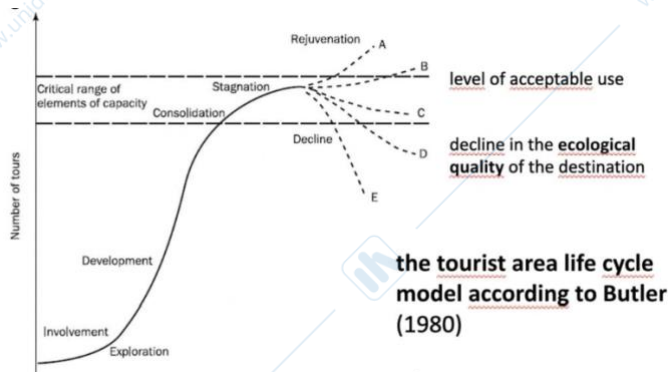 Rejuvenation
A
B
level of acceptable use
Critical range of
elements of capacity
Stagnation
Consolidation
C
Decline
D
decline in the ecological
quality of the destination
E
Number of tours
Development
the tourist area life cycle
model according to Butler
(1980)
Involvement
Exploration